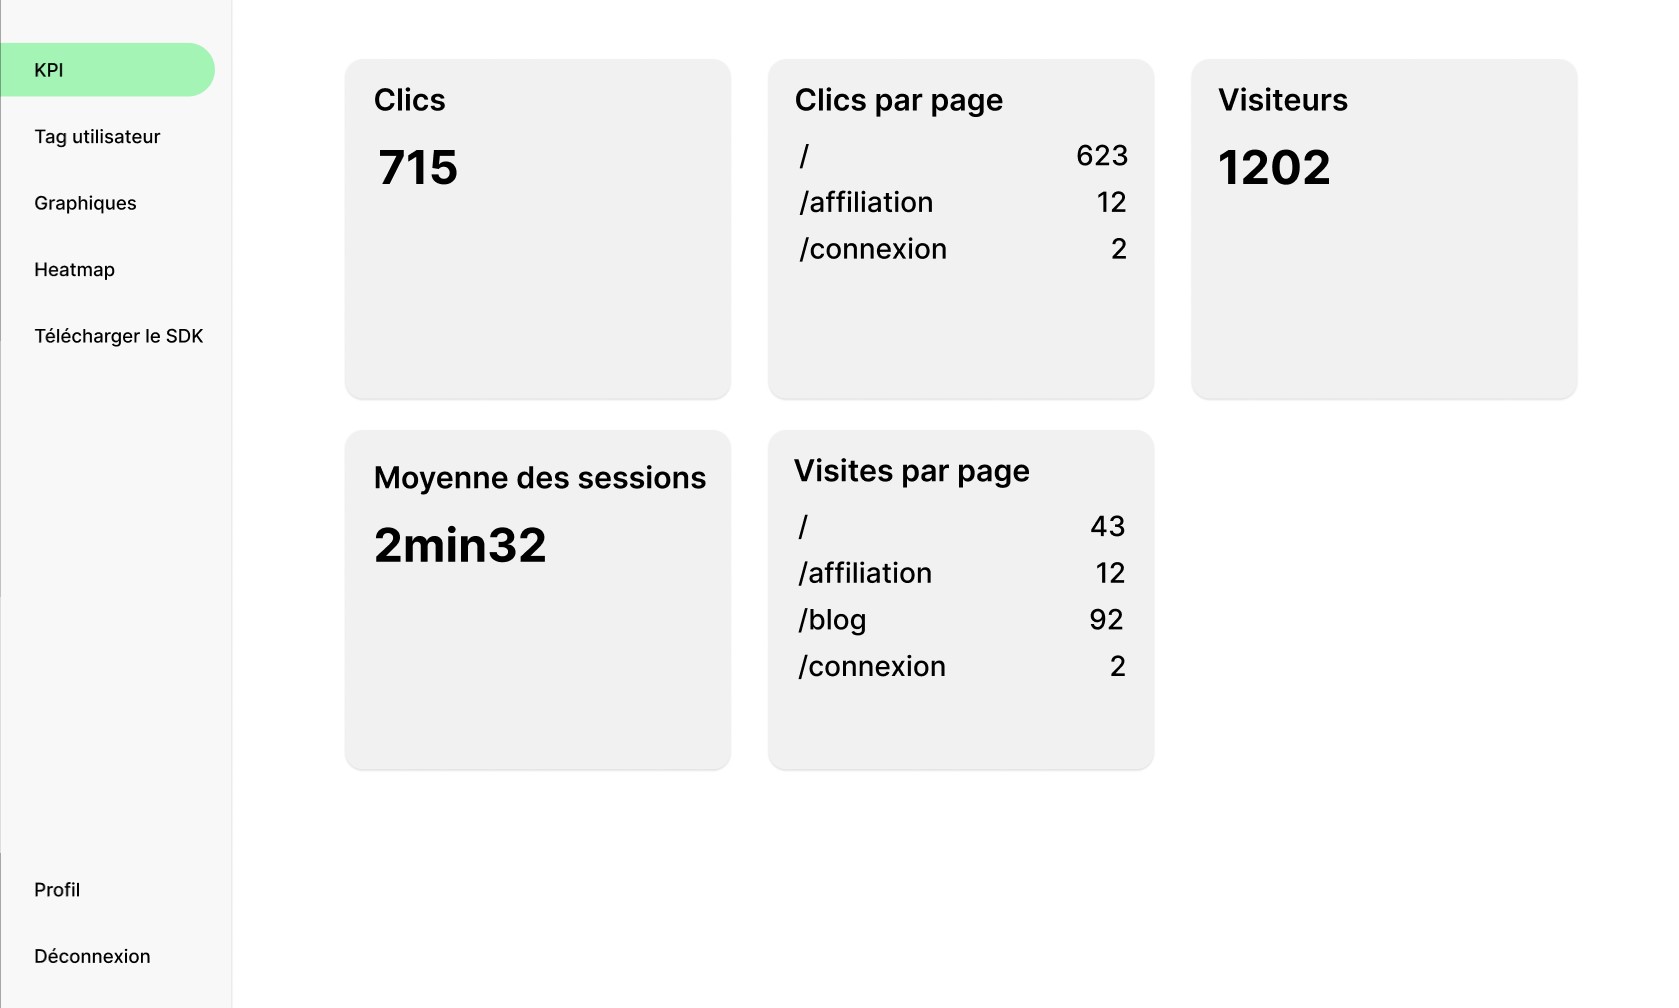 KPI
Tag utilisateur
Graphiques
Heatmap
Télécharger le SDK
Profil
Déconnexion
Clics
715
Clics par page
/ 623
/affiliation 12
/connexion 2
Visiteurs
1202
Moyenne des sessions
2min32
Visites par page
/ 43
/affiliation 12
/blog 92
/connexion 2